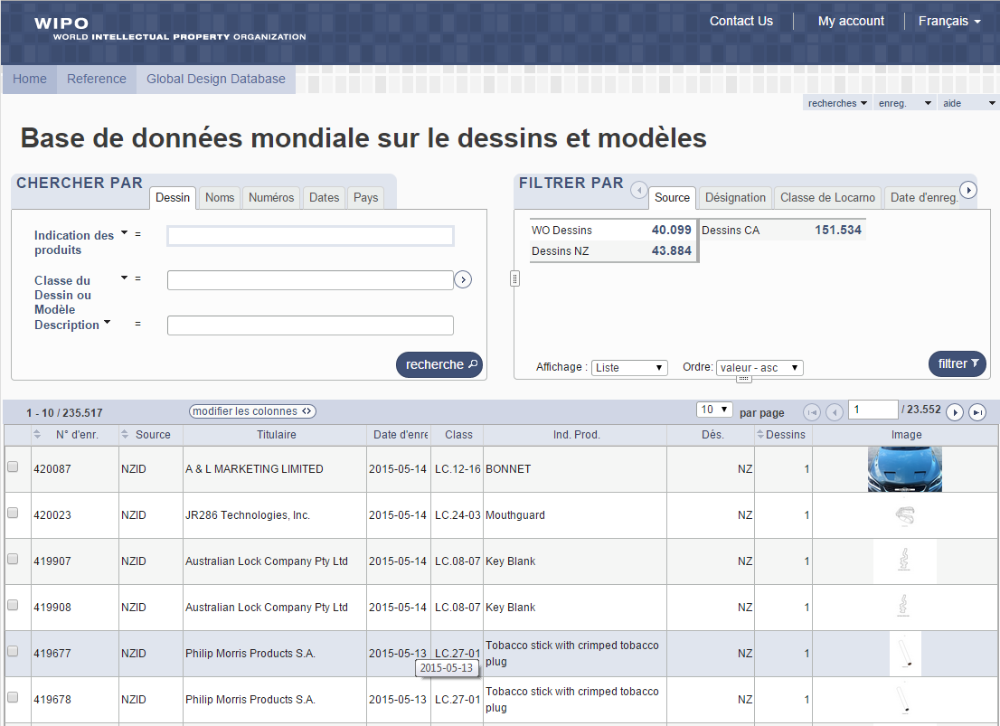 WIPO
WORLD INTELLECTUAL PROPERTY ORGANIZATION
Contact Us
My account
Français
Home
Reference
Global Design Database
recherches
enreg.
aide
Base de données mondiale sur le dessins et modèles
CHERCHER PAR
Dessin
Noms
Numéros
Dates
Pays
Indication des
produits
=
Classe du
Dessin ou
Modèle
=
Description
=
recherche
FILTRER PAR
Source
Désignation
Classe de Locarno
Date d'enreg.
WO Dessins 40.099
Dessins CA 151.534
Dessins NZ 43.884
Affichage : Liste
Ordre: valeur - asc
filtrer
1 - 10 / 235.517
modifier les colonnes
10 par page
1 / 23.552
N° d'enr. Source Titulaire Date d'enre Class Ind. Prod. Dés. Dessins Image
420087 NZID A & L MARKETING LIMITED 2015-05-14 LC.12-16 BONNET NZ 1
420023 NZID JR286 Technologies, Inc. 2015-05-14 LC.24-03 Mouthguard NZ 1
419907 NZID Australian Lock Company Pty Ltd 2015-05-14 LC.08-07 Key Blank NZ 1
419908 NZID Australian Lock Company Pty Ltd 2015-05-14 LC.08-07 Key Blank NZ 1
419677 NZID Philip Morris Products S.A. 2015-05-13 LC.27-01 Tobacco stick with crimped tobacco
plug NZ 1
2015-05-13
419678 NZID Philip Morris Products S.A. 2015-05-13 LC.27-01 Tobacco stick with crimped tobacco
plug NZ 1